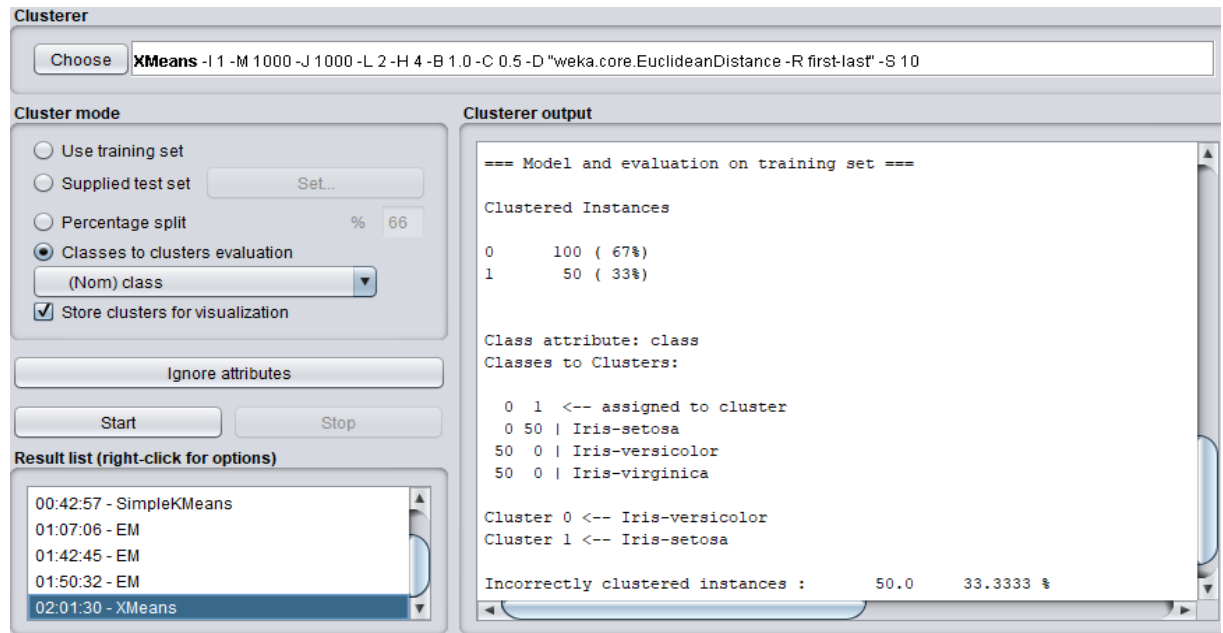 Clusterer
Choose XMeans -I 1 -M 1000 -J 1000 -L 2 -H 4 -B 1.0 -C 0.5 -D "weka.core.EuclideanDistance -R first-last" -S 10
Cluster mode
Use training set
Supplied test set Set...
Percentage split % 66
Classes to clusters evaluation
(Nom) class
Store clusters for visualization
Ignore attributes
Start Stop
Result list (right-click for options)
00:42:57 - SimpleKMeans
01:07:06 - EM
01:42:45 - EM
01:50:32 - EM
02:01:30 - XMeans
Clusterer output
=== Model and evaluation on training set ===
Clustered Instances
0 100 ( 67%)
1 50 ( 33%)
Class attribute: class
Classes to Clusters:
0 1 <-- assigned to cluster
0 50 | Iris-setosa
50 0 | Iris-versicolor
50 0 | Iris-virginica
Cluster 0 <-- Iris-versicolor
Cluster 1 <-- Iris-setosa
Incorrectly clustered instances : 50.0 33.3333 %